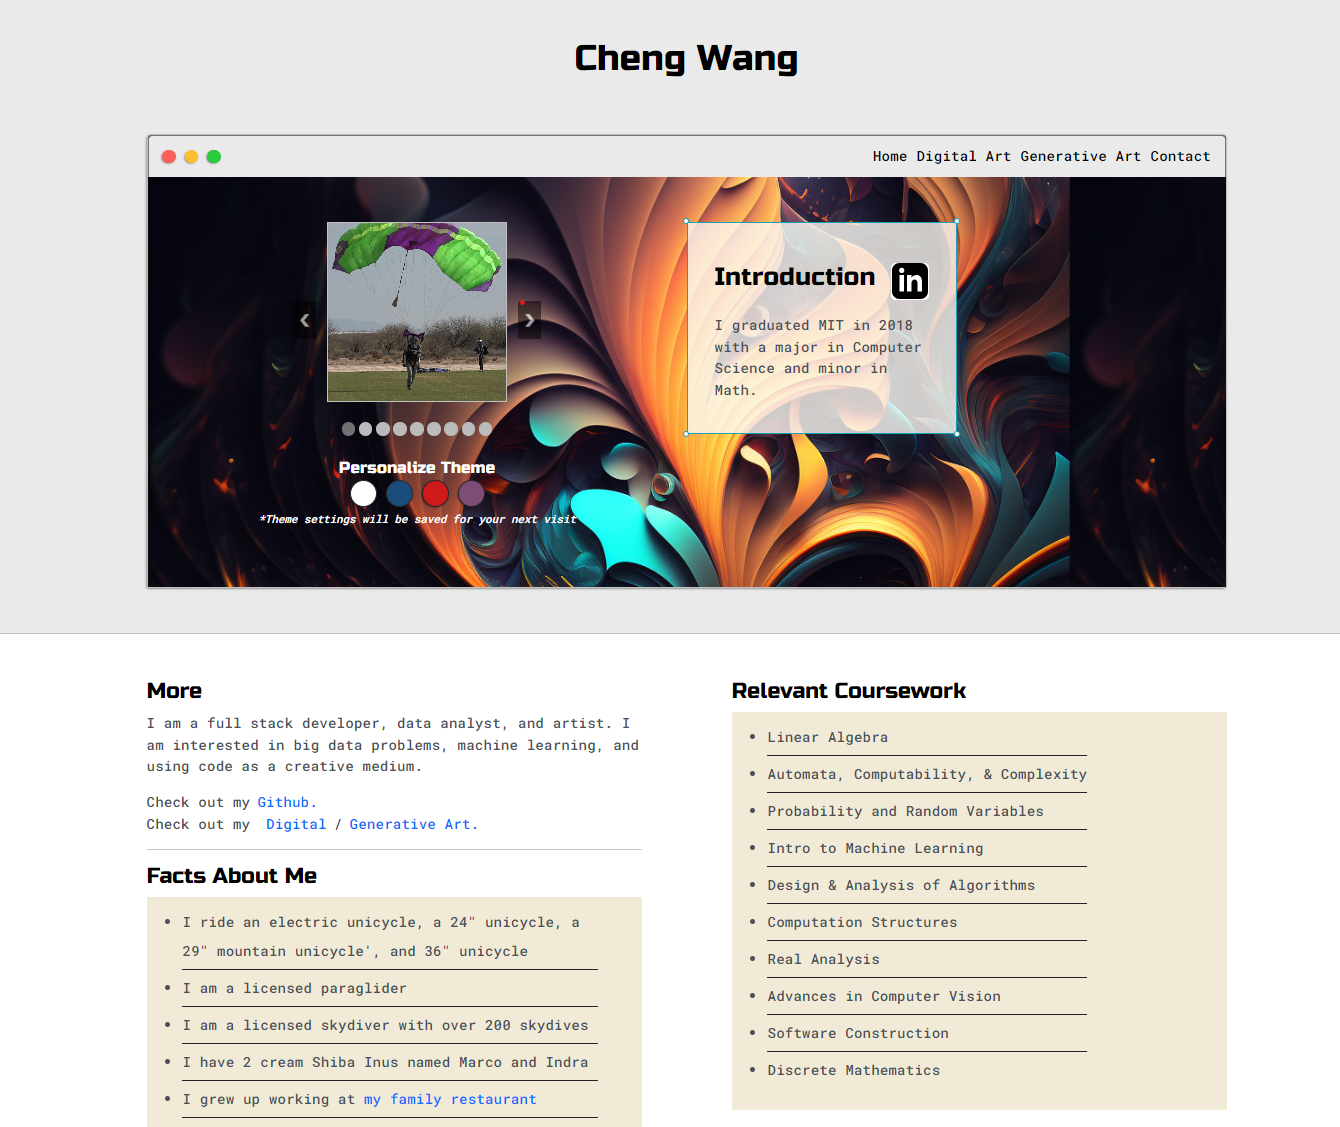 Cheng Wang
Home Digital Art Generative Art Contact
Introduction
in
I graduated MIT in 2018
with a major in Computer
Science and minor in
Math.
Personalize Theme
*Theme settings will be saved for your next visit
More
I am a full stack developer, data analyst, and artist. I
am interested in big data problems, machine learning, and
using code as a creative medium.
Check out my Github.
Check out my Digital / Generative Art.
Facts About Me
I ride an electric unicycle, a 24" unicycle, a
29" mountain unicycle', and 36" unicycle
I am a licensed paraglider
I am a licensed skydiver with over 200 skydives
I have 2 cream Shiba Inus named Marco and Indra
I grew up working at my family restaurant
Relevant Coursework
Linear Algebra
Automata, Computability, & Complexity
Probability and Random Variables
Intro to Machine Learning
Design & Analysis of Algorithms
Computation Structures
Real Analysis
Advances in Computer Vision
Software Construction
Discrete Mathematics